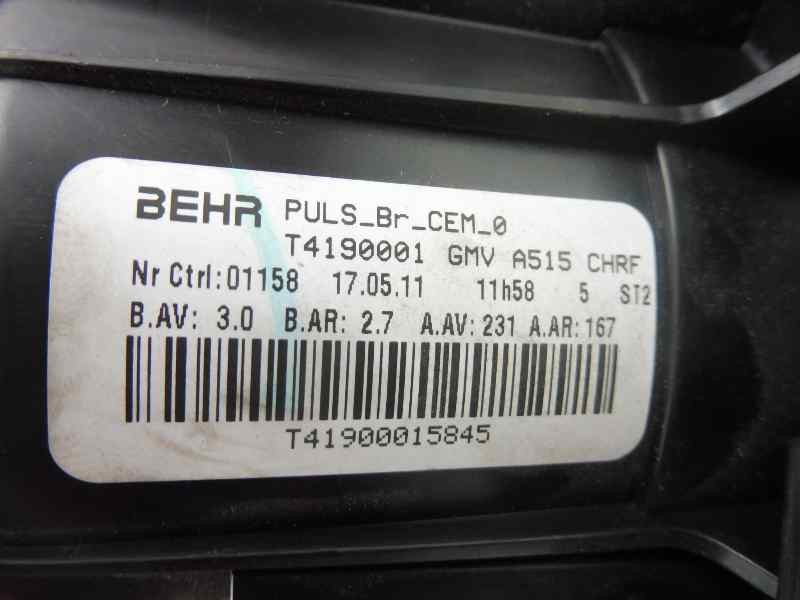 BEHR PULS_Br_CEM_0
T4190001 GMV A515 CHRF
Nr Ctrl:01158 17.05.11 11h58 5 ST2
B.AV: 3.0 B.AR: 2.7 A.AV:231 A.AR:167
T41900015845